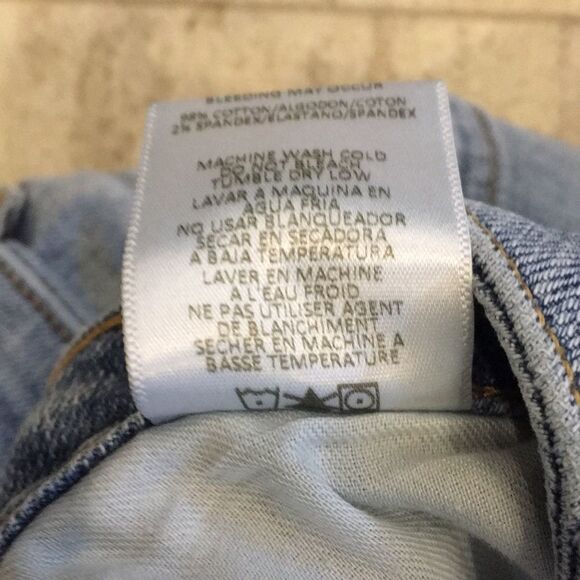 BLEEDING MAY OCCUR
98% COTTON/ALGODON/COTON
2% SPANDEX/ELASTANO/SPANDEX
MACHINE WASH COLD
DO NOT BLEACH
TUMBLE DRY LOW
LAVAR A MAQUINA EN
AGUA FRIA
NO USAR BLANQUEADOR
SECAR EN SECADORA
A BAJA TEMPERATURA
LAVER EN MACHINE
À L'EAU FROID
NE PAS UTILISER AGENT
DE BLANCHIMENT
SECHER EN MACHINE A
BASSE TEMPERATURE